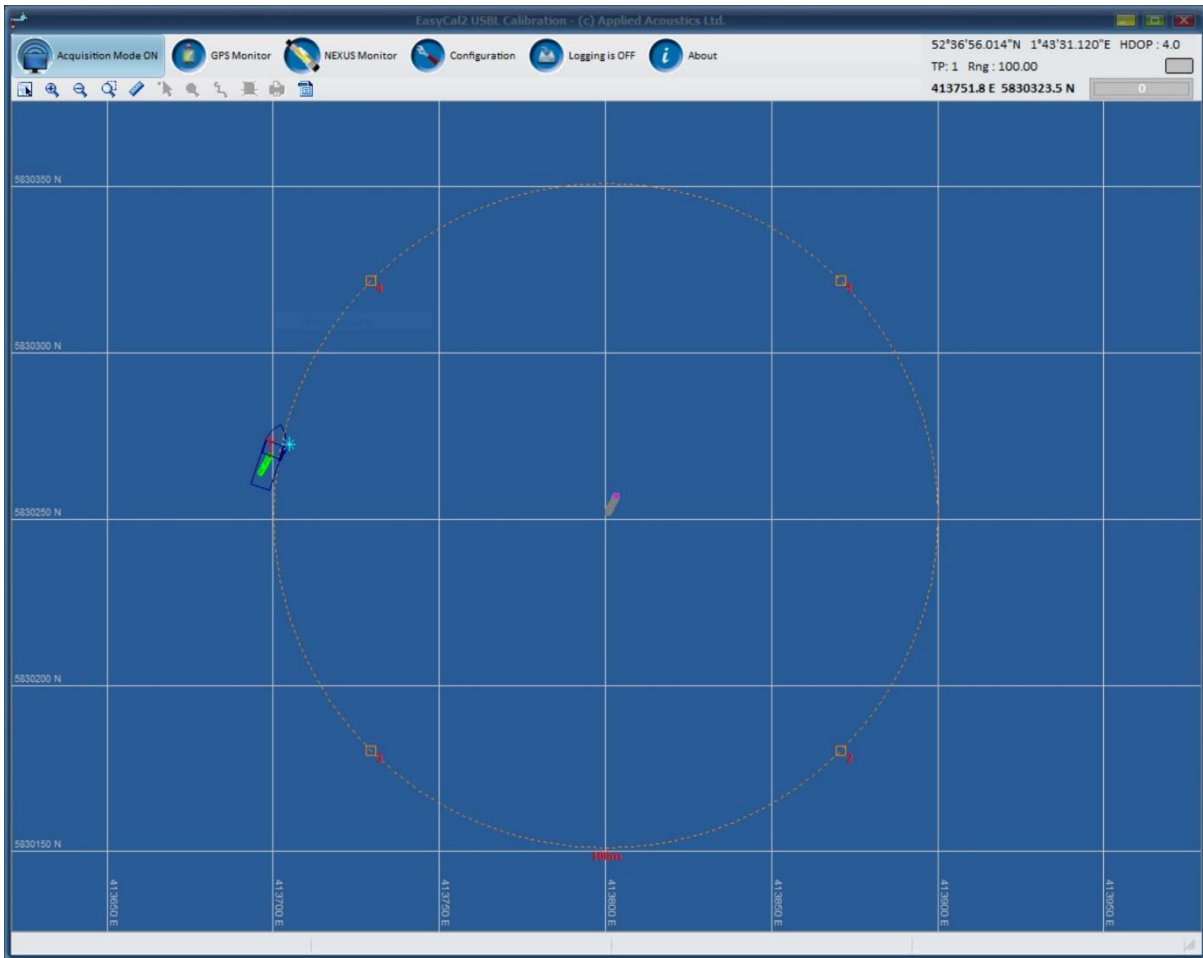 EasyCal2 USBL Calibration - (c) Applied Acoustics Ltd.
Acquisition Mode ON
GPS Monitor
NEXUS Monitor
Configuration
Logging is OFF
About
52°36'56.014"N 1°43'31.120"E HDOP : 4.0
TP: 1 Rng : 100.00
413751.8 E 5830323.5 N
0
5830350 N
4
5830300 N
5830250 N
5830200 N
2
5830150 N
100m
413650 E
413700 E
413750 E
413800 E
413850 E
413900 E
413950 E